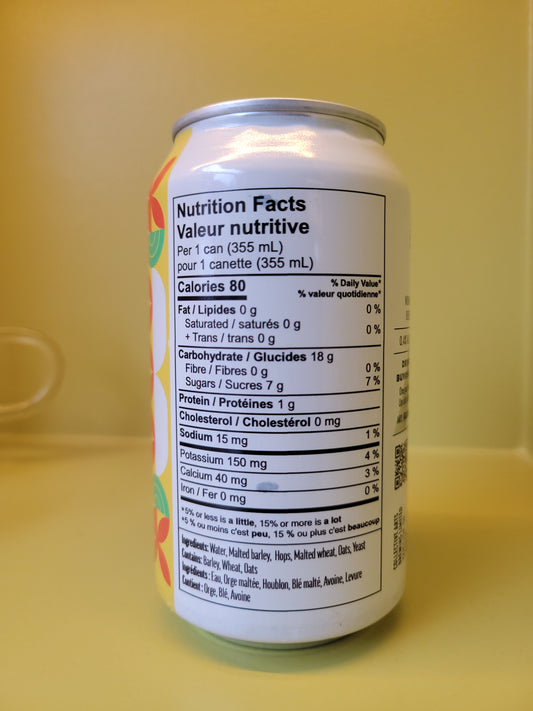 Nutrition Facts
Valeur nutritive
Per 1 can (355 mL)
pour 1 canette (355 mL)
Calories 80
% Daily Value*
% valeur quotidienne*
Fat / Lipides 0 g 0 %
Saturated / saturés 0 g
+ Trans / trans 0 g 0 %
Carbohydrate / Glucides 18 g
Fibre / Fibres 0 g 0 %
Sugars / Sucres 7 g 7 %
Protein / Protéines 1 g
Cholesterol / Cholestérol 0 mg
Sodium 15 mg 1 %
Potassium 150 mg 4 %
Calcium 40 mg 3 %
Iron / Fer 0 mg 0 %
*5% or less is a little, 15% or more is a lot
*5 % ou moins c'est peu, 15 % ou plus c'est beaucoup
Ingredients: Water, Malted barley, Hops, Malted wheat, Oats, Yeast
Contains: Barley, Wheat, Oats
Ingrédients : Eau, Orge maltée, Houblon, Blé malté, Avoine, Levure
Contient : Orge, Blé, Avoine
COLLECTIVE ARTS